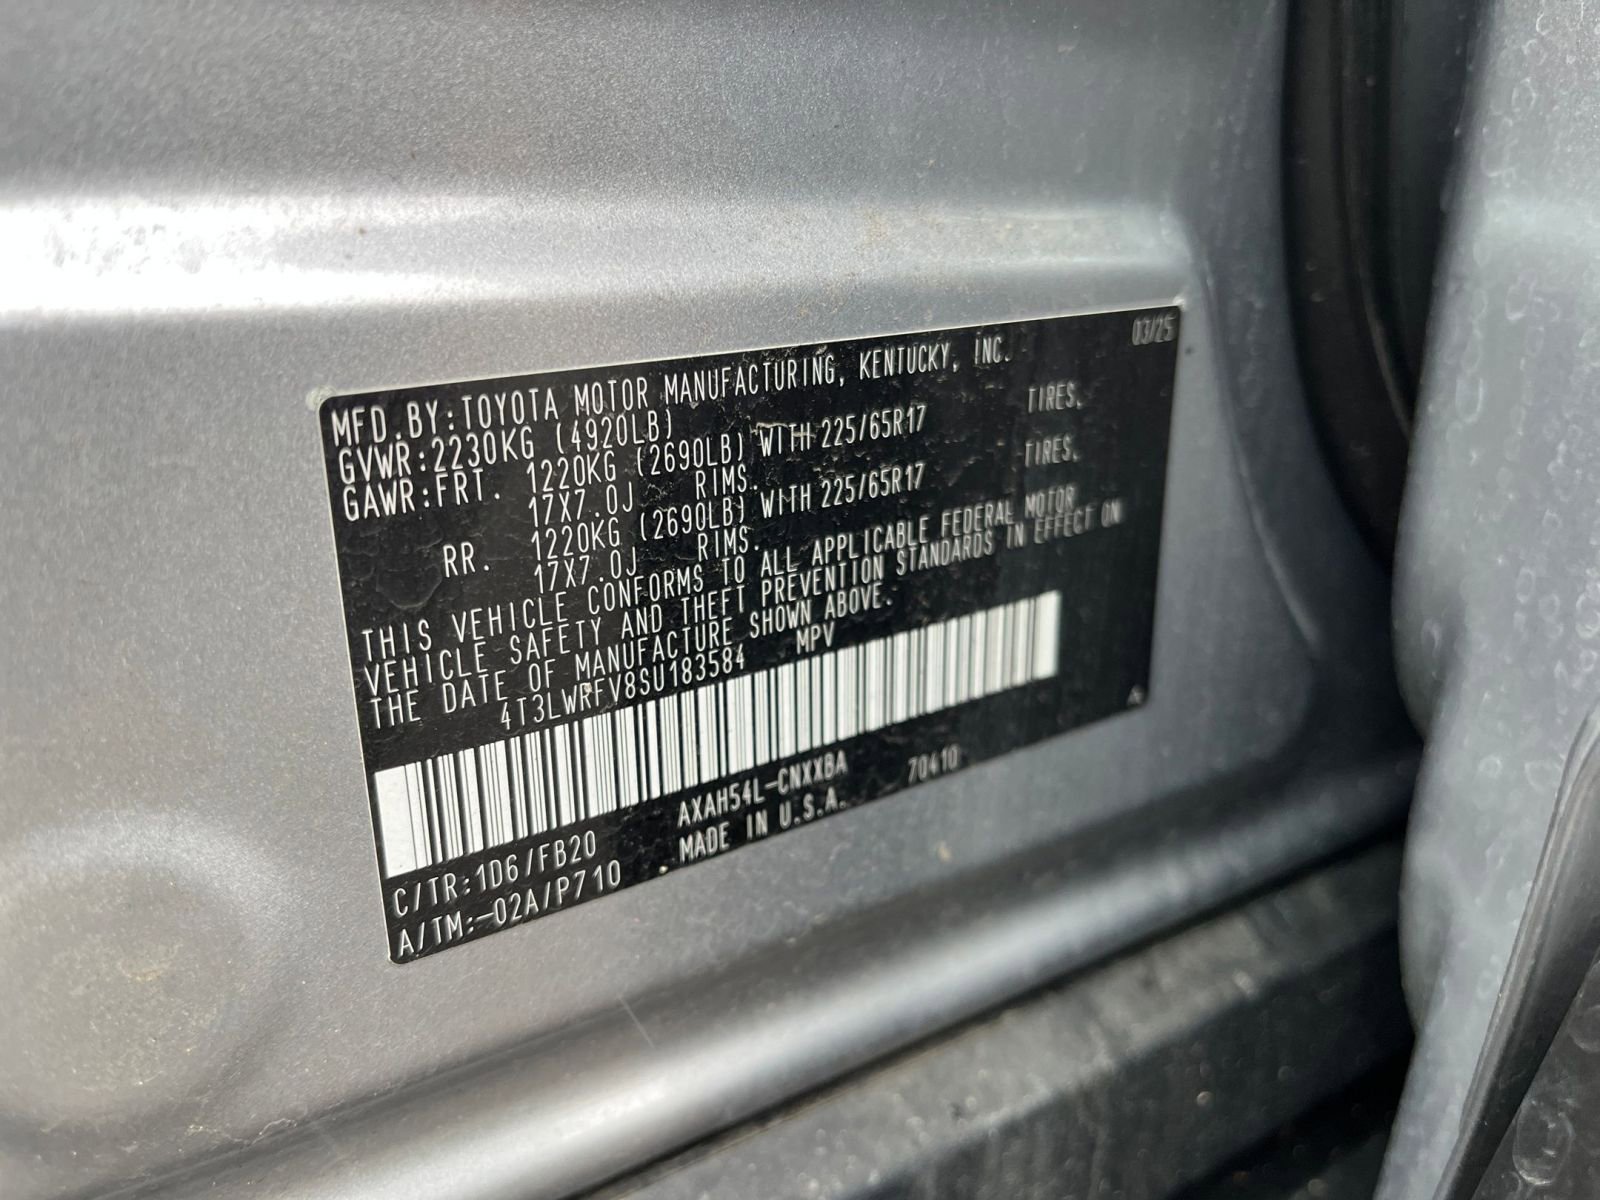 03/25
MFD.BY:TOYOTA MOTOR MANUFACTURING, KENTUCKY, INC.
GVWR:2230KG (4920LB)
GAWR:FRT. 1220KG (2690LB) WITH 225/65R17 TIRES.
17X7.0J RIMS.
RR. 1220KG (2690LB) WITH 225/65R17 TIRES.
17X7.0J RIMS.
THIS VEHICLE CONFORMS TO ALL APPLICABLE FEDERAL MOTOR
VEHICLE SAFETY AND THEFT PREVENTION STANDARDS IN EFFECT ON
THE DATE OF MANUFACTURE SHOWN ABOVE.
4T3LWRFV8SU183584 MPV
C/TR:1D6/FB20 AXAH54L-CNXXBA 70410
A/TM:-02A/P710 MADE IN U.S.A.